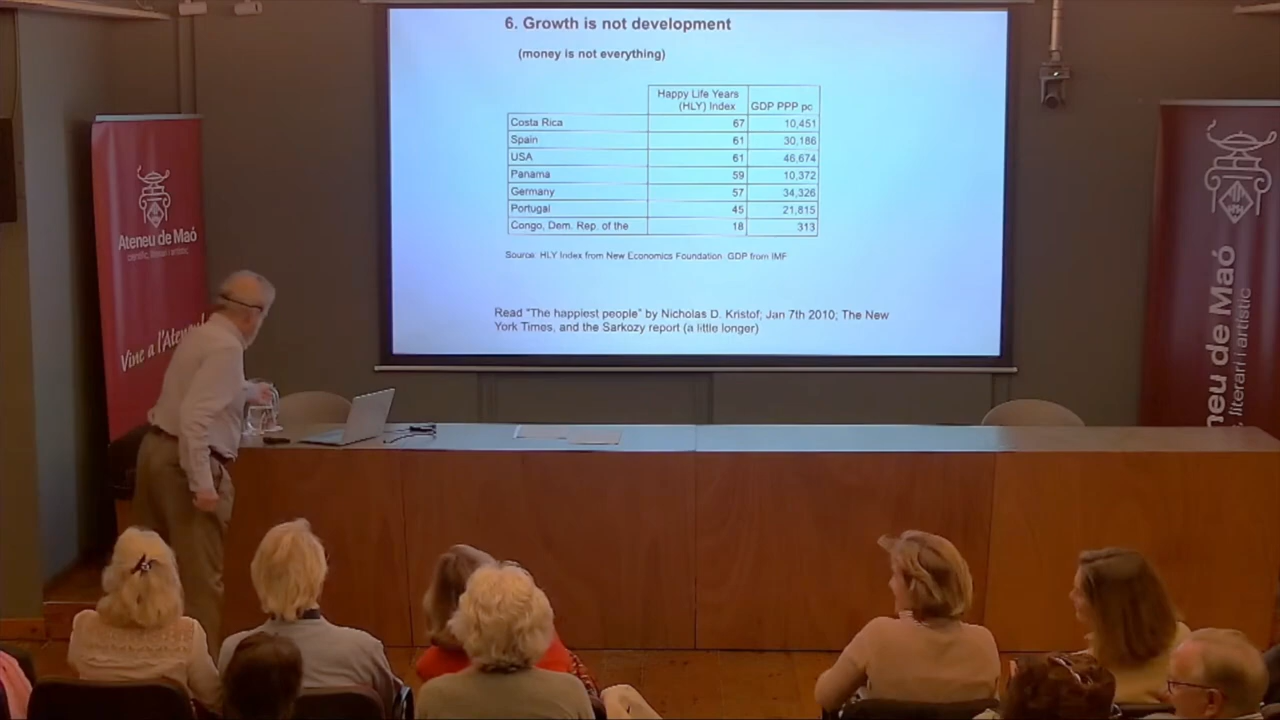 6. Growth is not development
(money is not everything)
Happy Life Years (HLY) Index GDP PPP pc
Costa Rica 67 10,451
Spain 61 30,186
USA 61 46,674
Panama 59 10,372
Germany 57 34,326
Portugal 45 21,815
Congo, Dem. Rep. of the 18 313
Source: HLY Index from New Economics Foundation. GDP from IMF
Read "The happiest people" by Nicholas D. Kristof; Jan 7th 2010; The New
York Times, and the Sarkozy report (a little longer)
Ateneu de Maó
científic, literari i artístic
Vine a l'Ateneu!
neu de Maó
literari i artístic